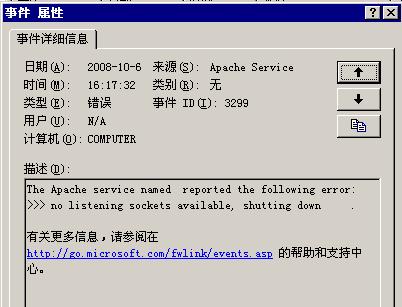 事件 属性
事件详细信息
日期(A): 2008-10-6 来源(S): Apache Service
时间(M): 16:17:32 类别(R): 无
类型(E): 错误 事件 ID(I): 3299
用户(U): N/A
计算机(O): COMPUTER
描述(D):
The Apache service named reported the following error:
>>> no listening sockets available, shutting down .
有关更多信息，请参阅在
http://go.microsoft.com/fwlink/events.asp 的帮助和支持中
心。